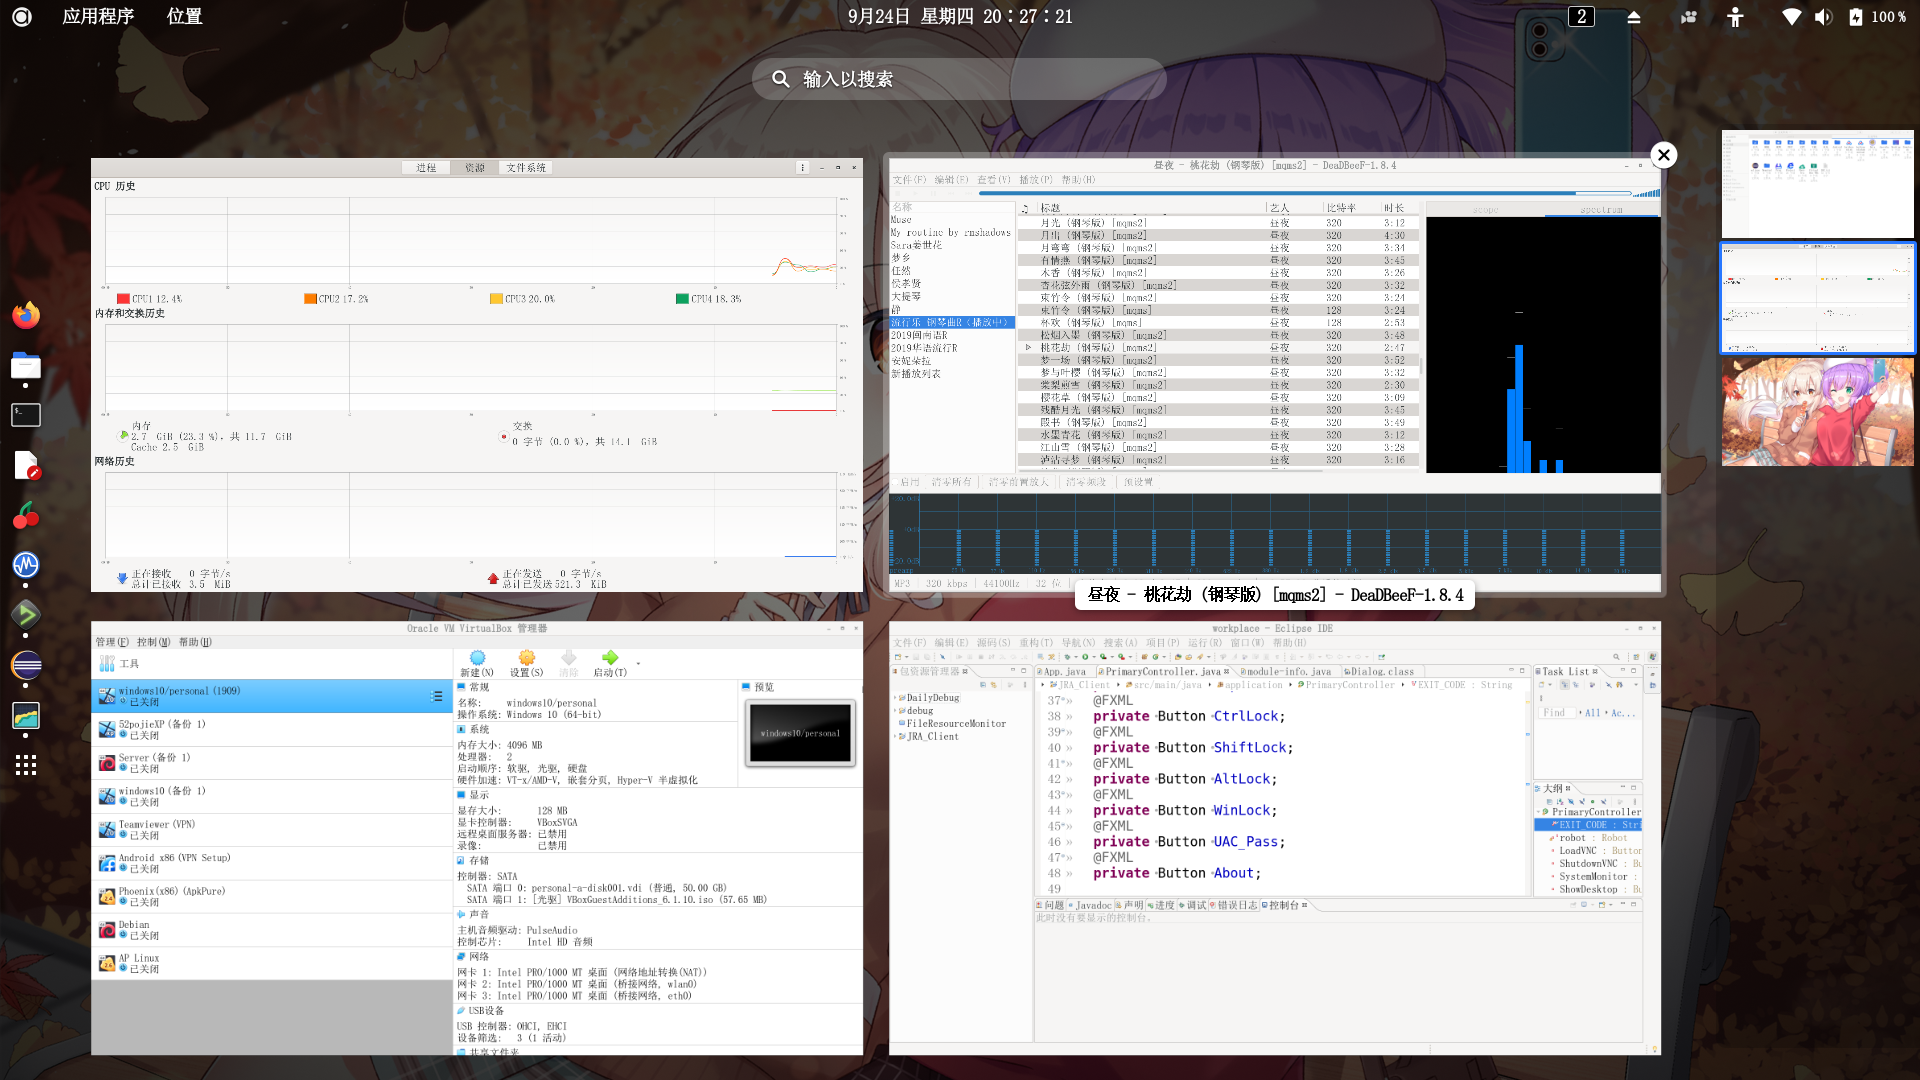 应用程序 位置
9月24日 星期四 20：27：21
2
100 %
输入以搜索
进程 资源 文件系统
CPU 历史
CPU1 12.4%
CPU2 17.2%
CPU3 20.0%
CPU4 18.3%
内存和交换历史
内存
2.7 GiB (23.3 %), 共 11.7 GiB
Cache 2.5 GiB
交换
0 字节 (0.0 %), 共 14.1 GiB
网络历史
正在接收 0 字节/s
总计已接收 3.5 MiB
正在发送 0 字节/s
总计已发送 521.3 KiB
昼夜 - 桃花劫 (钢琴版) [mqms2] - DeaDBeeF-1.8.4
文件(F) 编辑(E) 查看(V) 播放(P) 帮助(H)
名称
Muse
My routine by rmshadows
Sara姜世花
梦乡
任然
侯孝贤
大提琴
静
流行乐 钢琴曲R (播放中)
2019闽南语R
2019华语流行R
安妮朵拉
新播放列表
标题 艺人 比特率 时长
月光 (钢琴版) [mqms2] 昼夜 320 3:12
月出 (钢琴版) [mqms2] 昼夜 320 4:30
月弯弯 (钢琴版) [mqms2] 昼夜 320 3:34
有情燕 (钢琴版) [mqms2] 昼夜 320 3:45
木香 (钢琴版) [mqms2] 昼夜 320 3:26
杏花弦外雨 (钢琴版) [mqms2] 昼夜 320 3:32
束竹令 (钢琴版) [mqms2] 昼夜 320 3:24
束竹令 (钢琴版) [mqms] 昼夜 128 3:24
杯欢 (钢琴版) [mqms] 昼夜 128 2:53
松烟入墨 (钢琴版) [mqms2] 昼夜 320 3:48
桃花劫 (钢琴版) [mqms2] 昼夜 320 2:47
梦一场 (钢琴版) [mqms2] 昼夜 320 3:52
梦与叶樱 (钢琴版) [mqms2] 昼夜 320 3:32
棠梨煎雪 (钢琴版) [mqms2] 昼夜 320 2:30
樱花草 (钢琴版) [mqms2] 昼夜 320 3:09
残酷月光 (钢琴版) [mqms2] 昼夜 320 3:45
殿书 (钢琴版) [mqms2] 昼夜 320 3:49
水墨青花 (钢琴版) [mqms2] 昼夜 320 3:12
江山雪 (钢琴版) [mqms2] 昼夜 320 3:28
泸沽寻梦 (钢琴版) [mqms2] 昼夜 320 3:16
scope spectrum
启用 清零所有 清零前置放大 清零频段 预设置
MP3 320 kbps 44100Hz 32 位
昼夜 - 桃花劫 (钢琴版) [mqms2] - DeaDBeeF-1.8.4
Oracle VM VirtualBox 管理器
管理(F) 控制(M) 帮助(H)
工具
新建(N) 设置(S) 清除 启动(T)
windows10/personal (1909)
已关闭
52pojieXP (备份 1)
已关闭
Server (备份 1)
已关闭
windows10 (备份 1)
已关闭
Teamviewer (VPN)
已关闭
Android x86 (VPN Setup)
已关闭
Phoenix(x86) (ApkPure)
已关闭
Debian
已关闭
AP Linux
已关闭
常规
名称: windows10/personal
操作系统: Windows 10 (64-bit)
系统
内存大小: 4096 MB
处理器: 2
启动顺序: 软驱, 光驱, 硬盘
硬件加速: VT-x/AMD-V, 嵌套分页, Hyper-V 半虚拟化
预览
windows10/personal
显示
显存大小: 128 MB
显卡控制器: VBoxSVGA
远程桌面服务器: 已禁用
录像: 已禁用
存储
控制器: SATA
SATA 端口 0: personal-a-disk001.vdi (普通, 50.00 GB)
SATA 端口 1: [光驱] VBoxGuestAdditions_6.1.10.iso (57.65 MB)
声音
主机音频驱动: PulseAudio
控制芯片: Intel HD 音频
网络
网卡 1: Intel PRO/1000 MT 桌面 (网络地址转换(NAT))
网卡 2: Intel PRO/1000 MT 桌面 (桥接网络, wlan0)
网卡 3: Intel PRO/1000 MT 桌面 (桥接网络, eth0)
USB设备
USB 控制器: OHCI, EHCI
设备筛选: 3 (1 活动)
共享文件夹
workplace - Eclipse IDE
文件(F) 编辑(E) 源码(S) 重构(T) 导航(N) 搜索(A) 项目(P) 运行(R) 窗口(W) 帮助(H)
包资源管理器
DailyDebug
debug
FileResourceMonitor
JRA_Client
App.java PrimaryController.java module-info.java Dialog.class
JRA_Client src/main/java application PrimaryController EXIT_CODE : String
37 @FXML
38 private Button CtrlLock;
39 @FXML
40 private Button ShiftLock;
41 @FXML
42 private Button AltLock;
43 @FXML
44 private Button WinLock;
45 @FXML
46 private Button UAC_Pass;
47 @FXML
48 private Button About;
49
Task List
Find All Ac...
大纲
PrimaryController
EXIT_CODE : Stri
robot : Robot
LoadVNC : Button
ShutdownVNC : Bu
SystemMonitor :
ShowDesktop : Bu
问题 Javadoc 声明 进度 调试 错误日志 控制台
此时没有要显示的控制台。